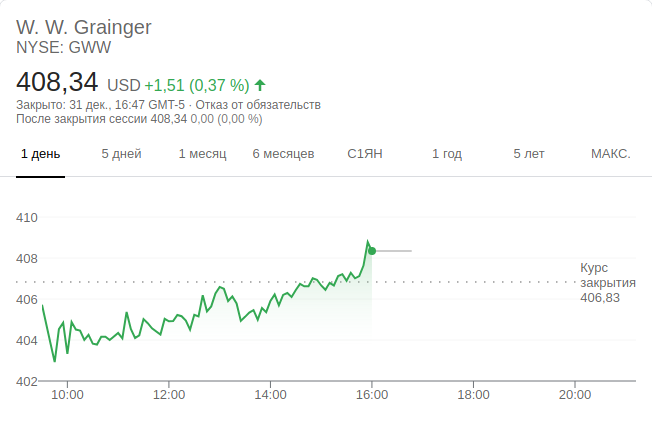 W. W. Grainger
NYSE: GWW
408,34 USD +1,51 (0,37 %)
Закрыто: 31 дек., 16:47 GMT-5 · Отказ от обязательств
После закрытия сессии 408,34 0,00 (0,00 %)
1 день 5 дней 1 месяц 6 месяцев С1ЯН 1 год 5 лет МАКС.
410
408
Курс
закрытия
406,83
406
404
402
10:00 12:00 14:00 16:00 18:00 20:00